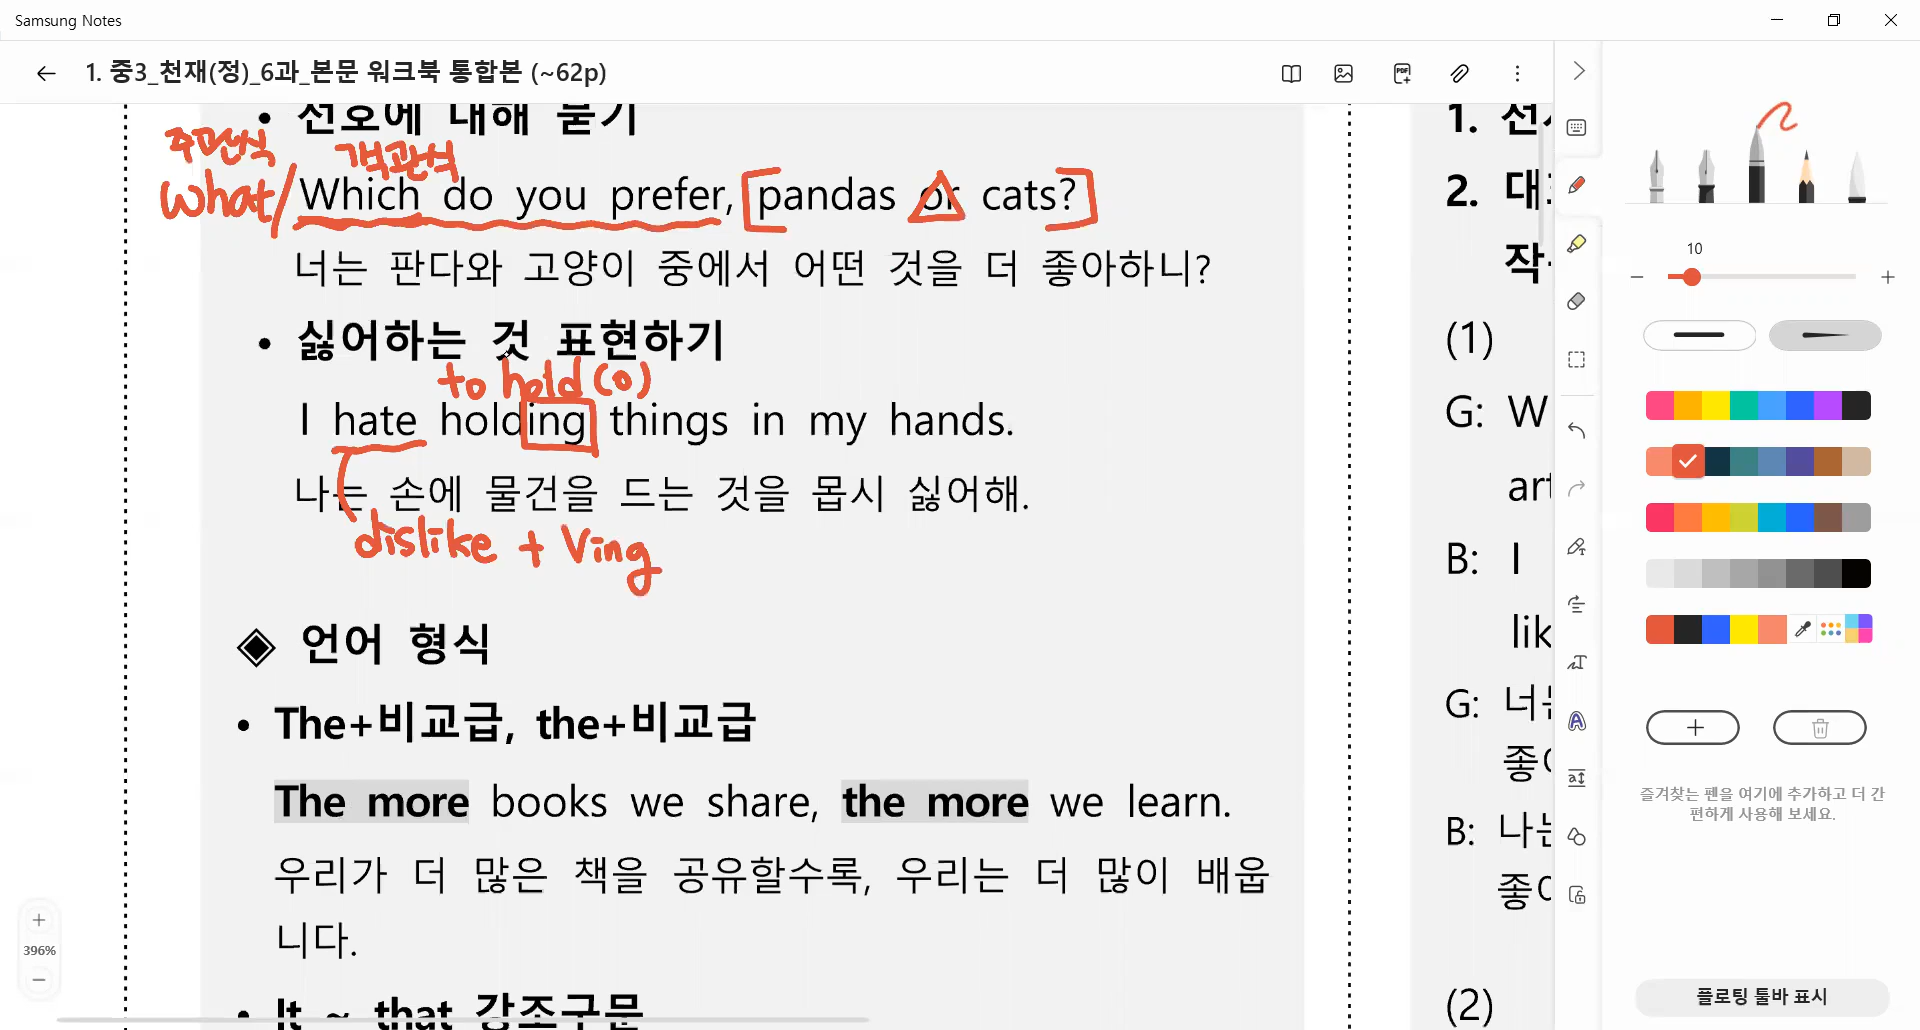 Samsung Notes
1. 중3_천재(정)_6과_본문 워크북 통합본 (~62p)
• 선호에 대해 묻기
주관식
객관식
What/ Which do you prefer, pandas or cats?
너는 판다와 고양이 중에서 어떤 것을 더 좋아하니?
• 싫어하는 것 표현하기
to hold (o)
I hate holding things in my hands.
나는 손에 물건을 드는 것을 몹시 싫어해.
dislike + Ving
◈ 언어 형식
• The+비교급, the+비교급
The more books we share, the more we learn.
우리가 더 많은 책을 공유할수록, 우리는 더 많이 배웁
니다.
• It ~ that 강조구문
1.
2.
(1)
G: W
art
B: I
lik
G:
좋아
B: 나는
좋아
(2)
10
즐겨찾는 펜을 여기에 추가하고 더 간
편하게 사용해 보세요.
플로팅 툴바 표시
396%